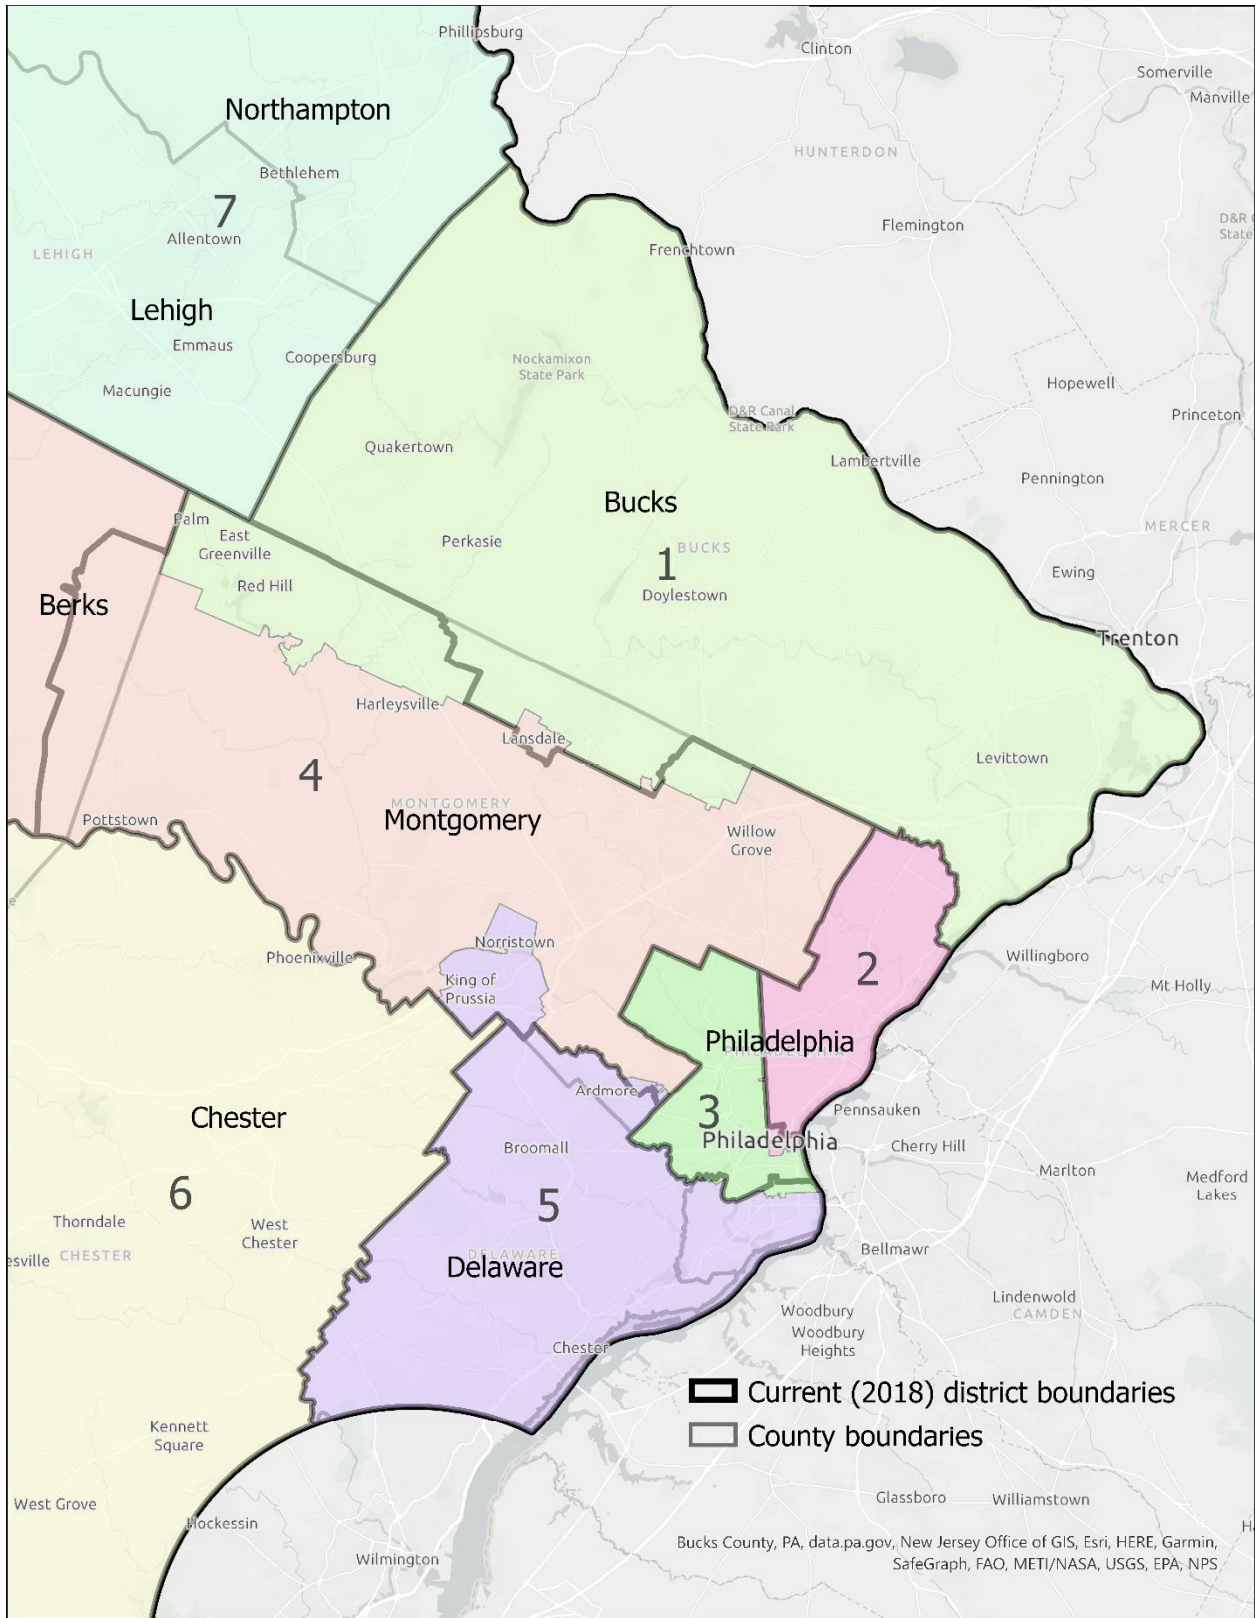 Phillipsburg
Clinton
Somerville
Manville
Northampton
HUNTERDON
Bethlehem
7
Allentown
LEHIGH
Flemington
D&R C
State
Frenchtown
Lehigh
Emmaus
Coopersburg
Macungie
Nockamixon
State Park
Hopewell
Princeton
D&R Canal
State Park
Quakertown
Lambertville
Pennington
Bucks
Palm
East
Greenville
Perkasie
BUCKS
MERCER
1
Red Hill
Doylestown
Ewing
Berks
Trenton
Harleysville
Lansdale
Levittown
4
MONTGOMERY
Montgomery
Pottstown
Willow
Grove
e
Norristown
Phoenixville
King of
Prussia
2
Willingboro
Mt Holly
Philadelphia
PHILADELPHIA
Ardmore
Chester
3
Pennsauken
Philadelphia
Cherry Hill
Broomall
Marlton
Medford
Lakes
6
5
Thorndale
West
Chester
esville
CHESTER
DELAWARE
Delaware
Bellmawr
Lindenwold
CAMDEN
Woodbury
Woodbury
Heights
Chester
Current (2018) district boundaries
County boundaries
Kennett
Square
West Grove
Glassboro
Williamstown
Hockessin
Ha
Wilmington
Bucks County, PA, data.pa.gov, New Jersey Office of GIS, Esri, HERE, Garmin,
SafeGraph, FAO, METI/NASA, USGS, EPA, NPS